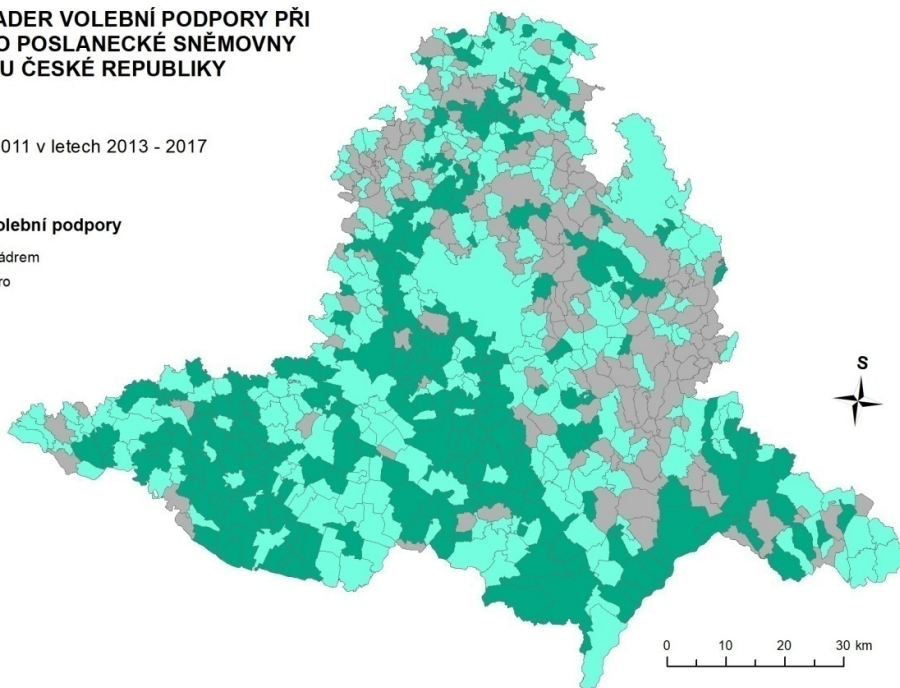 ADER VOLEBNÍ PODPORY PŘI
O POSLANECKÉ SNĚMOVNY
U ČESKÉ REPUBLIKY
011 v letech 2013 - 2017
olební podpory
ádrem
ro
S
0 10 20 30 km